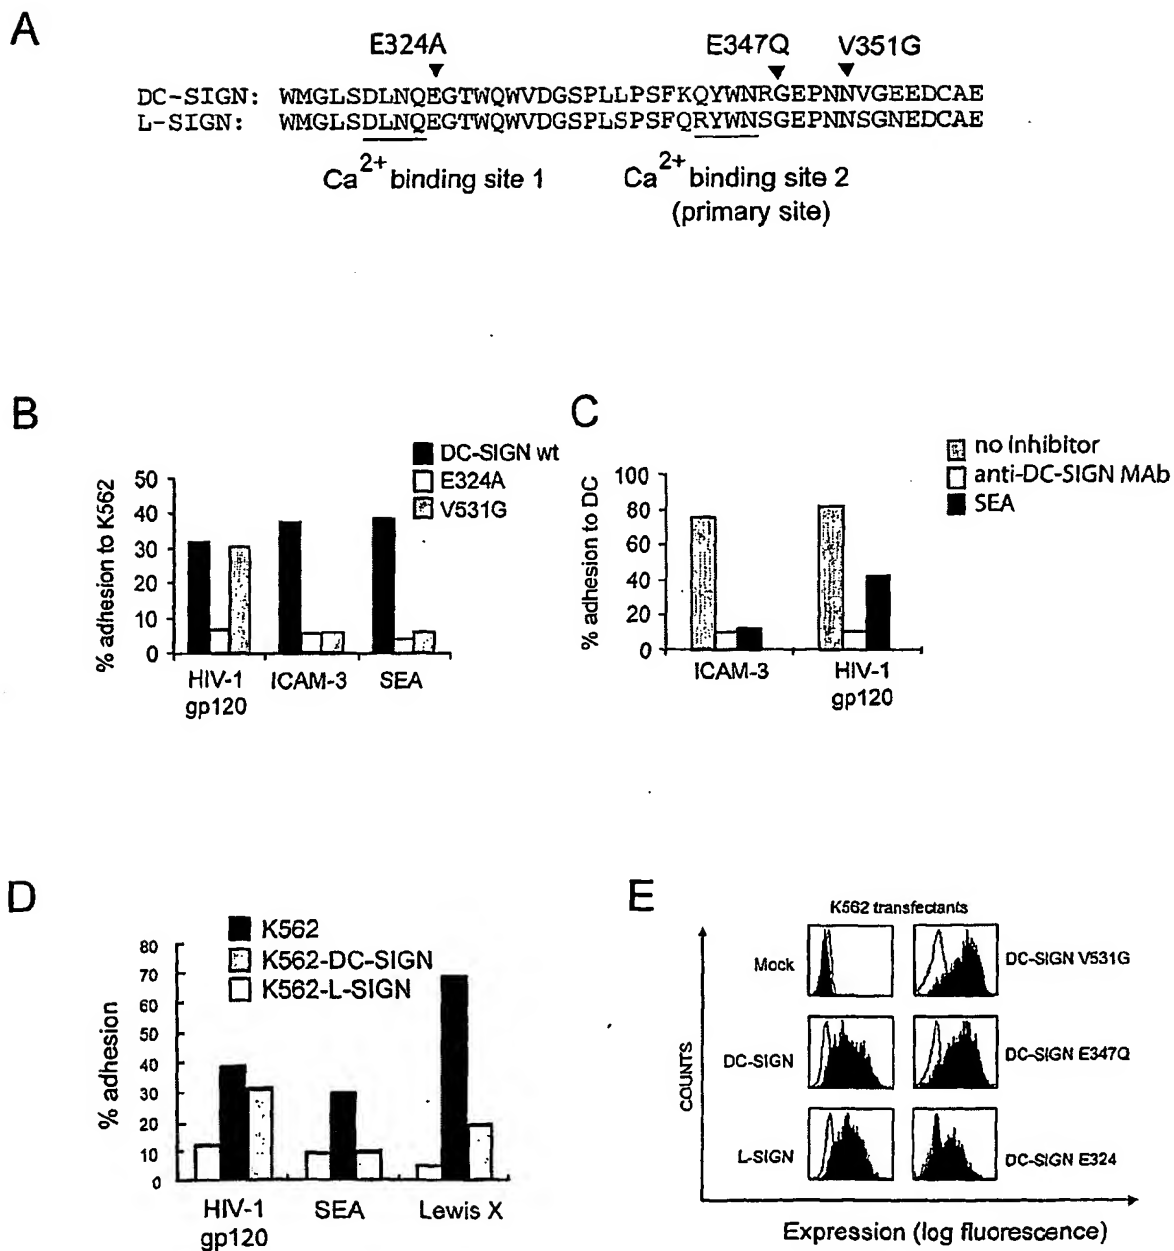 A
E324A E347Q V351G
DC-SIGN: WMGLSDLNQEGTWQWVDGSPLLPSFKQYWNRGEPNNVGEEDCAE
L-SIGN: WMGLSDLNQEGTWQWVDGSPLSPSFQRYWNSGEPNNSGNEDCAE
Ca2+ binding site 1 Ca2+ binding site 2
(primary site)
B
DC-SIGN wt
E324A
V531G
% adhesion to K562
50
40
30
20
10
0
HIV-1 ICAM-3 SEA
gp120
C
no inhibitor
anti-DC-SIGN MAb
SEA
% adhesion to DC
100
80
60
40
20
0
ICAM-3 HIV-1
gp120
D
K562
K562-DC-SIGN
K562-L-SIGN
% adhesion
80
70
60
50
40
30
20
10
0
HIV-1 SEA Lewis X
gp120
E
K562 transfectants
COUNTS
Mock DC-SIGN V531G
DC-SIGN DC-SIGN E347Q
L-SIGN DC-SIGN E324
Expression (log fluorescence)